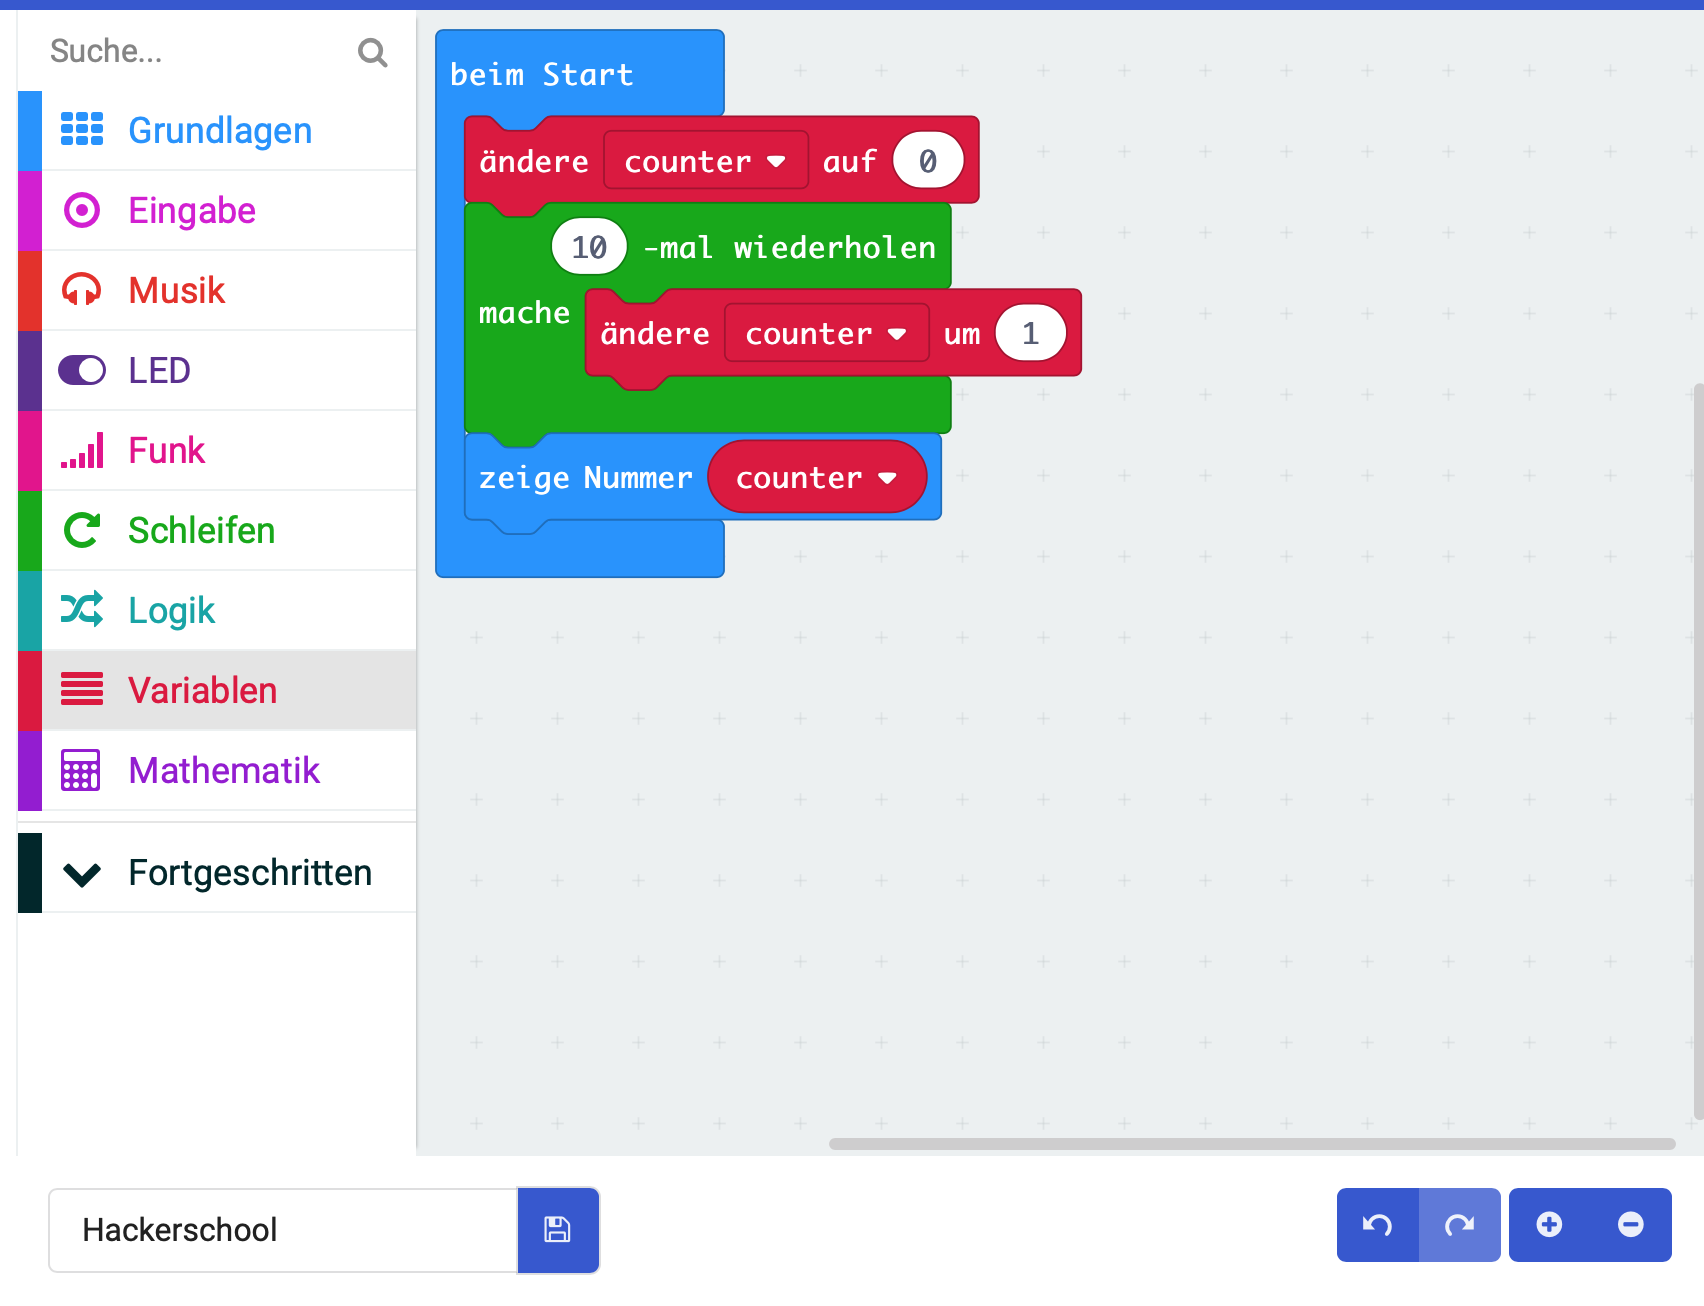 Suche...
Grundlagen
Eingabe
Musik
LED
Funk
Schleifen
Logik
Variablen
Mathematik
Fortgeschritten
beim Start
ändere counter auf 0
10 -mal wiederholen
mache ändere counter um 1
zeige Nummer counter
Hackerschool